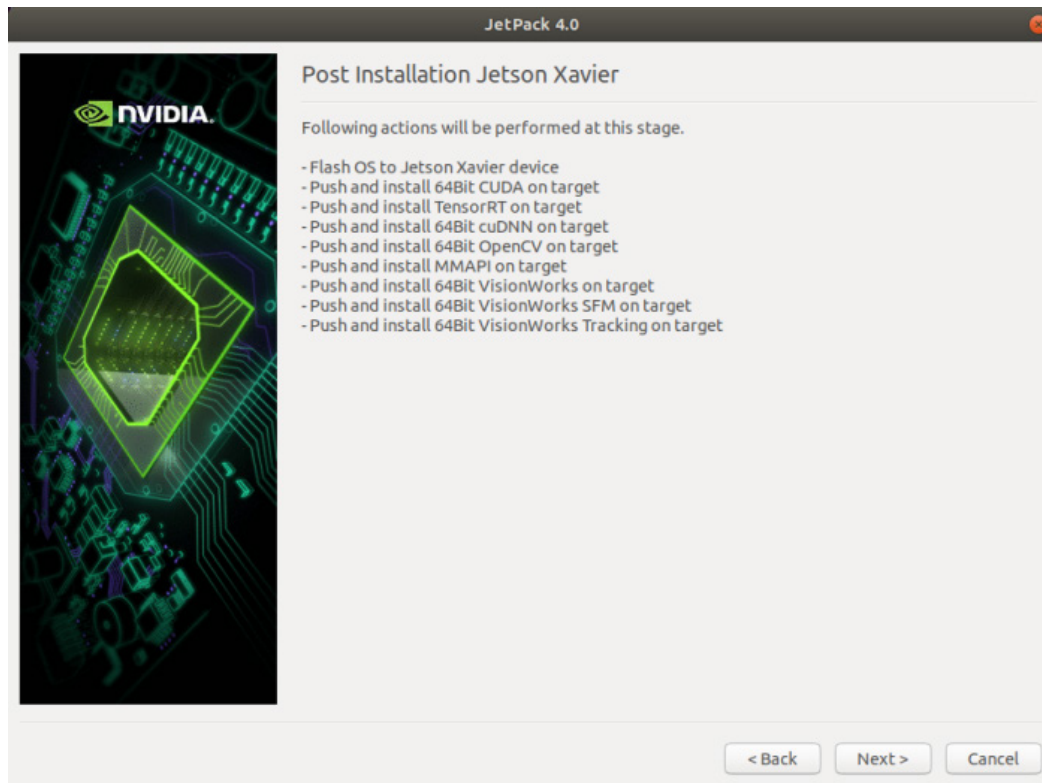 JetPack 4.0
NVIDIA.
Post Installation Jetson Xavier
Following actions will be performed at this stage.
- Flash OS to Jetson Xavier device
- Push and install 64Bit CUDA on target
- Push and install TensorRT on target
- Push and install 64Bit cuDNN on target
- Push and install 64Bit OpenCV on target
- Push and install MMAPI on target
- Push and install 64Bit VisionWorks on target
- Push and install 64Bit VisionWorks SFM on target
- Push and install 64Bit VisionWorks Tracking on target
< Back
Next >
Cancel